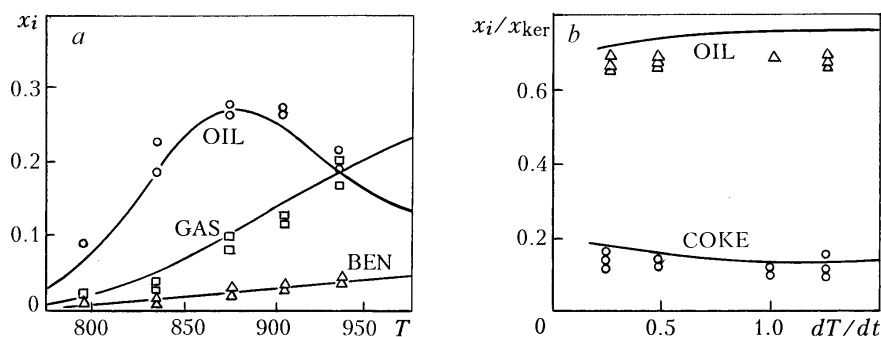 x_i
a
0.3
0.2
0.1
0
OIL
GAS
BEN
800
850
900
950
T
x_i/x_ker
b
0.6
0.4
0.2
0
OIL
COKE
0.5
1.0
dT/dt